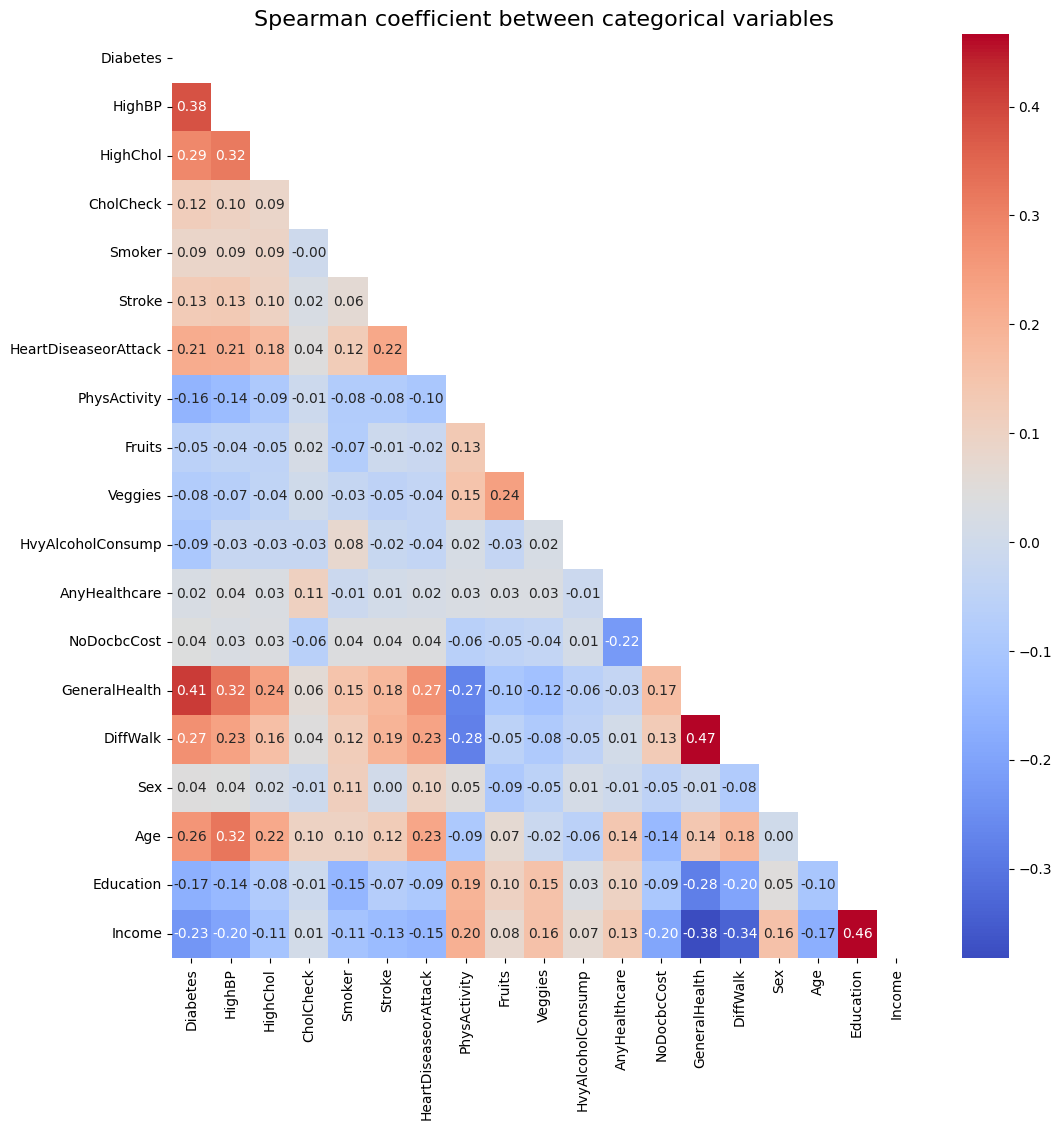 Spearman coefficient between categorical variables
Diabetes
HighBP 0.38
HighChol 0.29 0.32
CholCheck 0.12 0.10 0.09
Smoker 0.09 0.09 0.09 -0.00
Stroke 0.13 0.13 0.10 0.02 0.06
HeartDiseaseorAttack 0.21 0.21 0.18 0.04 0.12 0.22
PhysActivity -0.16 -0.14 -0.09 -0.01 -0.08 -0.08 -0.10
Fruits -0.05 -0.04 -0.05 0.02 -0.07 -0.01 -0.02 0.13
Veggies -0.08 -0.07 -0.04 0.00 -0.03 -0.05 -0.04 0.15 0.24
HvyAlcoholConsump -0.09 -0.03 -0.03 -0.03 0.08 -0.02 -0.04 0.02 -0.03 0.02
AnyHealthcare 0.02 0.04 0.03 0.11 -0.01 0.01 0.02 0.03 0.03 0.03 -0.01
NoDocbcCost 0.04 0.03 0.03 -0.06 0.04 0.04 0.04 -0.06 -0.05 -0.04 0.01 -0.22
GeneralHealth 0.41 0.32 0.24 0.06 0.15 0.18 0.27 -0.27 -0.10 -0.12 -0.06 -0.03 0.17
DiffWalk 0.27 0.23 0.16 0.04 0.12 0.19 0.23 -0.28 -0.05 -0.08 -0.05 0.01 0.13 0.47
Sex 0.04 0.04 0.02 -0.01 0.11 0.00 0.10 0.05 -0.09 -0.05 0.01 -0.01 -0.05 -0.01 -0.08
Age 0.26 0.32 0.22 0.10 0.10 0.12 0.23 -0.09 0.07 -0.02 -0.06 0.14 -0.14 0.14 0.18 0.00
Education -0.17 -0.14 -0.08 -0.01 -0.15 -0.07 -0.09 0.19 0.10 0.15 0.03 0.10 -0.09 -0.28 -0.20 0.05 -0.10
Income -0.23 -0.20 -0.11 0.01 -0.11 -0.13 -0.15 0.20 0.08 0.16 0.07 0.13 -0.20 -0.38 -0.34 0.16 -0.17 0.46
Diabetes
HighBP
HighChol
CholCheck
Smoker
Stroke
HeartDiseaseorAttack
PhysActivity
Fruits
Veggies
HvyAlcoholConsump
AnyHealthcare
NoDocbcCost
GeneralHealth
DiffWalk
Sex
Age
Education
Income
0.4
0.3
0.2
0.1
0.0
−0.1
−0.2
−0.3